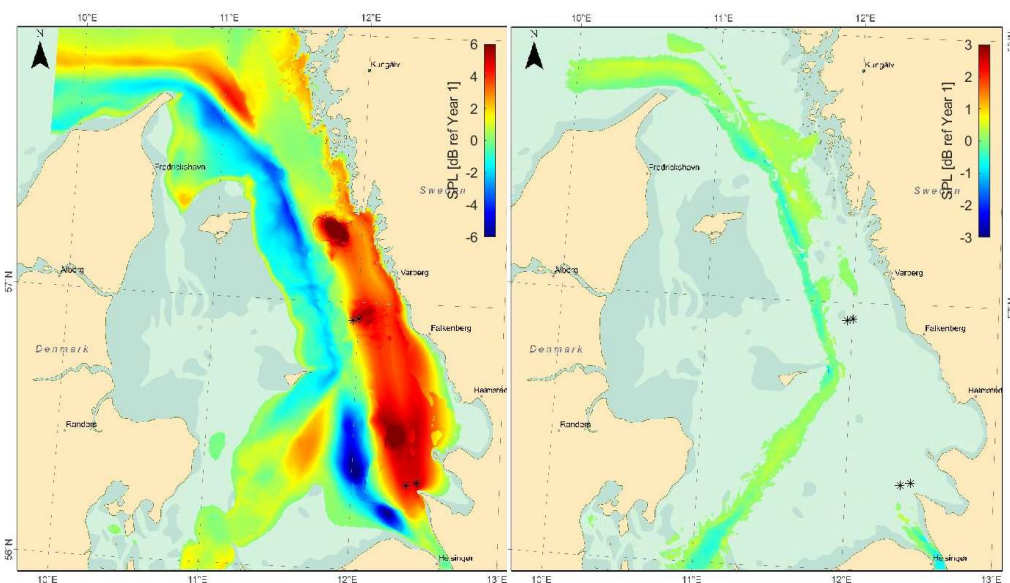 10°E 11°E 12°E
N
Kungälv
6
4
2
0
-2
-4
-6
SPL [dB ref Year 1]
Fredrickshavn
Sweden
Ålborg
57°N
Varberg
Falkenberg
Denmark
Halmstad
Randers
56°N
Helsingør
10°E 11°E 12°E 13°E
10°E 11°E 12°E
N
Kungälv
3
2
1
0
-1
-2
-3
SPL [dB ref Year 1]
Fredrickshavn
Sweden
Ålborg
Varberg
Falkenberg
Denmark
Halmstad
Randers
Helsingør
10°E 11°E 12°E 13°E